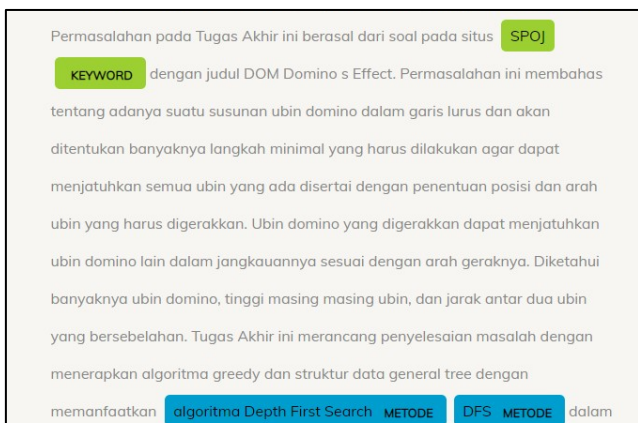 Permasalahan pada Tugas Akhir ini berasal dari soal pada situs SPOJ
KEYWORD dengan judul DOM Domino s Effect. Permasalahan ini membahas
tentang adanya suatu susunan ubin domino dalam garis lurus dan akan
ditentukan banyaknya langkah minimal yang harus dilakukan agar dapat
menjatuhkan semua ubin yang ada disertai dengan penentuan posisi dan arah
ubin yang harus digerakkan. Ubin domino yang digerakkan dapat menjatuhkan
ubin domino lain dalam jangkauannya sesuai dengan arah geraknya. Diketahui
banyaknya ubin domino, tinggi masing masing ubin, dan jarak antar dua ubin
yang bersebelahan. Tugas Akhir ini merancang penyelesaian masalah dengan
menerapkan algoritma greedy dan struktur data general tree dengan
memanfaatkan algoritma Depth First Search METODE DFS METODE dalam